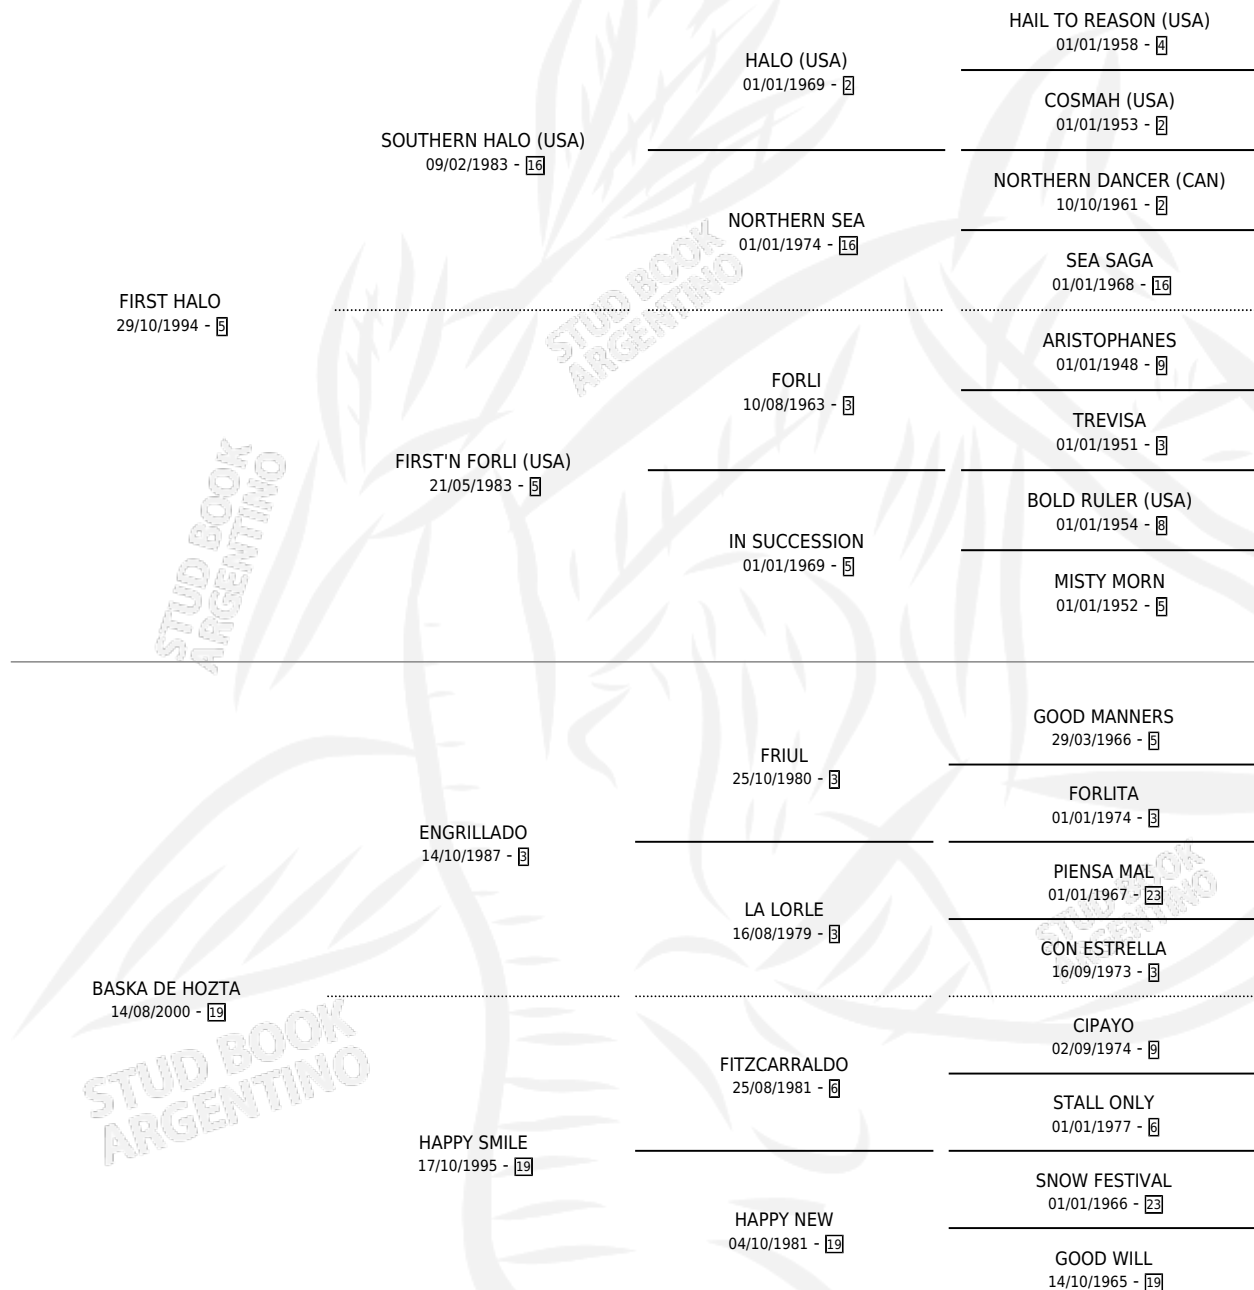 HAIL TO REASON (USA)
01/01/1958 - 4
HALO (USA)
01/01/1969 - 2
COSMAH (USA)
01/01/1953 - 2
SOUTHERN HALO (USA)
09/02/1983 - 16
NORTHERN DANCER (CAN)
10/10/1961 - 2
NORTHERN SEA
01/01/1974 - 16
SEA SAGA
01/01/1968 - 16
FIRST HALO
29/10/1994 - 5
ARISTOPHANES
01/01/1948 - 9
FORLI
10/08/1963 - 3
TREVISA
01/01/1951 - 3
FIRST'N FORLI (USA)
21/05/1983 - 5
BOLD RULER (USA)
01/01/1954 - 8
IN SUCCESSION
01/01/1969 - 5
MISTY MORN
01/01/1952 - 5
GOOD MANNERS
29/03/1966 - 5
FRIUL
25/10/1980 - 3
FORLITA
01/01/1974 - 3
ENGRILLADO
14/10/1987 - 3
PIENSA MAL
01/01/1967 - 23
LA LORLE
16/08/1979 - 3
CON ESTRELLA
16/09/1973 - 3
BASKA DE HOZTA
14/08/2000 - 19
CIPAYO
02/09/1974 - 9
FITZCARRALDO
25/08/1981 - 6
STALL ONLY
01/01/1977 - 6
HAPPY SMILE
17/10/1995 - 19
SNOW FESTIVAL
01/01/1966 - 23
HAPPY NEW
04/10/1981 - 19
GOOD WILL
14/10/1965 - 19
STUD BOOK
ARGENTINO
STUD BOOK
ARGENTINO
STUD BOOK
ARGENTINO
STUD BOOK
ARGENTINO